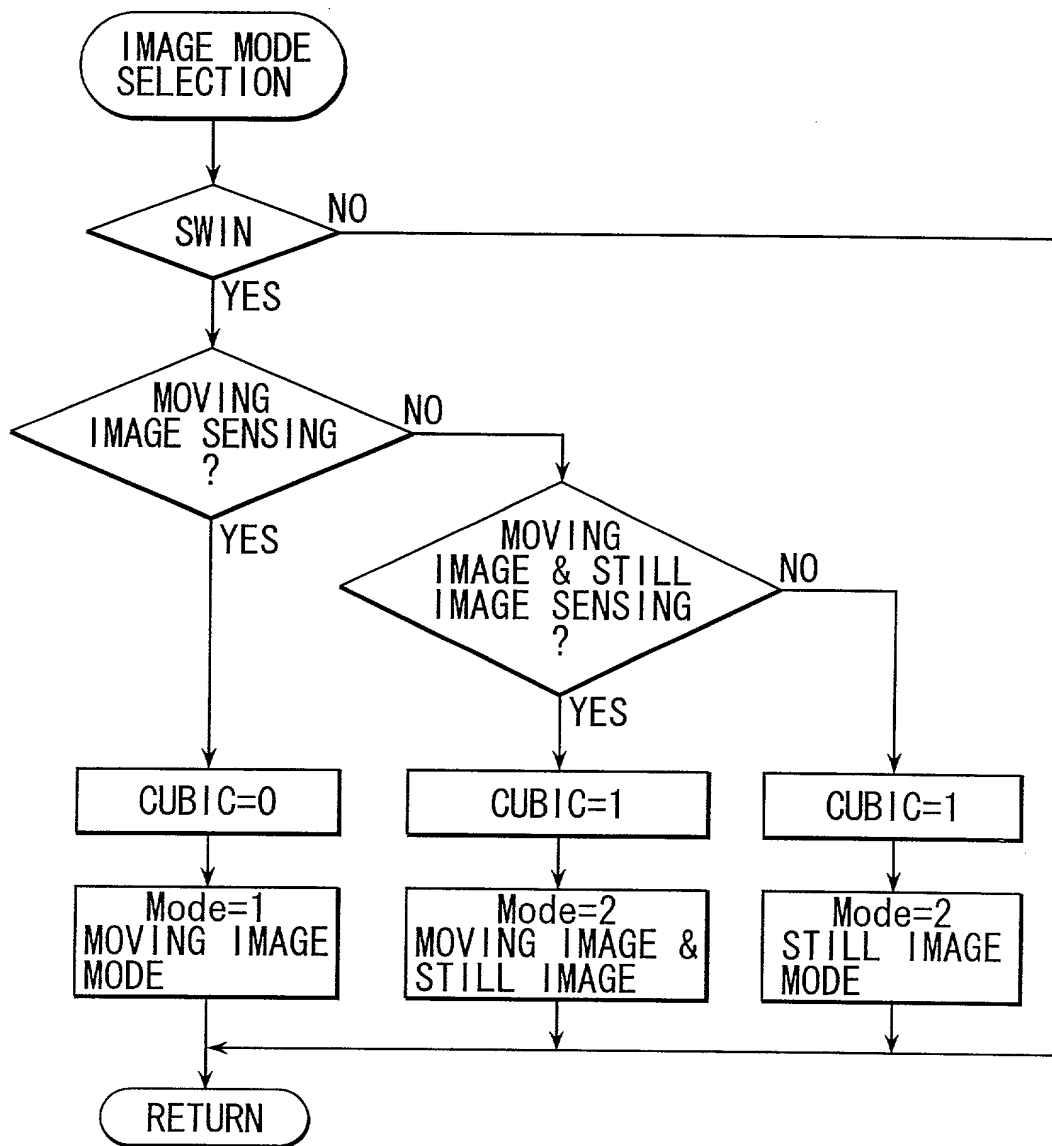 IMAGE MODE
SELECTION
SWIN
NO
YES
MOVING
IMAGE SENSING
?
NO
YES
MOVING
IMAGE & STILL
IMAGE SENSING
?
NO
YES
CUBIC=0
CUBIC=1
CUBIC=1
Mode=1
MOVING IMAGE
MODE
Mode=2
MOVING IMAGE &
STILL IMAGE
Mode=2
STILL IMAGE
MODE
RETURN